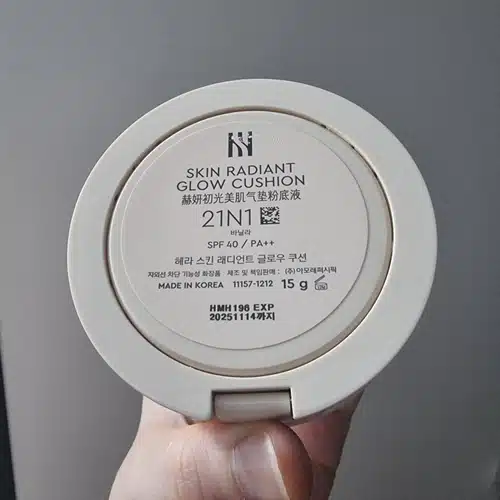 SKIN RADIANT
GLOW CUSHION
赫妍初光美肌气垫粉底液
21N1
바닐라
SPF 40 / PA++
헤라 스킨 래디언트 글로우 쿠션
자외선 차단 기능성 화장품 제조 및 책임판매 : (주)아모레퍼시픽
MADE IN KOREA 11157-1212 15 g
HMH196 EXP
20251114까지